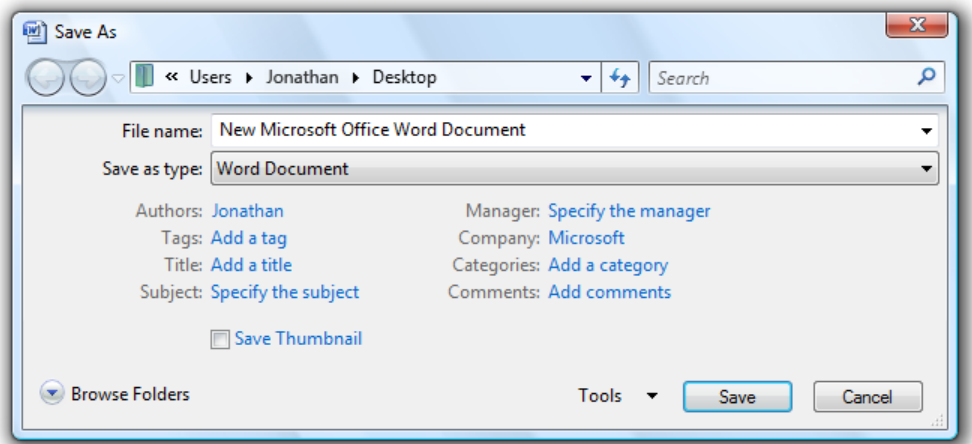 Save As
« Users Jonathan Desktop Search
File name: New Microsoft Office Word Document
Save as type: Word Document
Authors: Jonathan Manager: Specify the manager
Tags: Add a tag Company: Microsoft
Title: Add a title Categories: Add a category
Subject: Specify the subject Comments: Add comments
Save Thumbnail
Browse Folders Tools Save Cancel